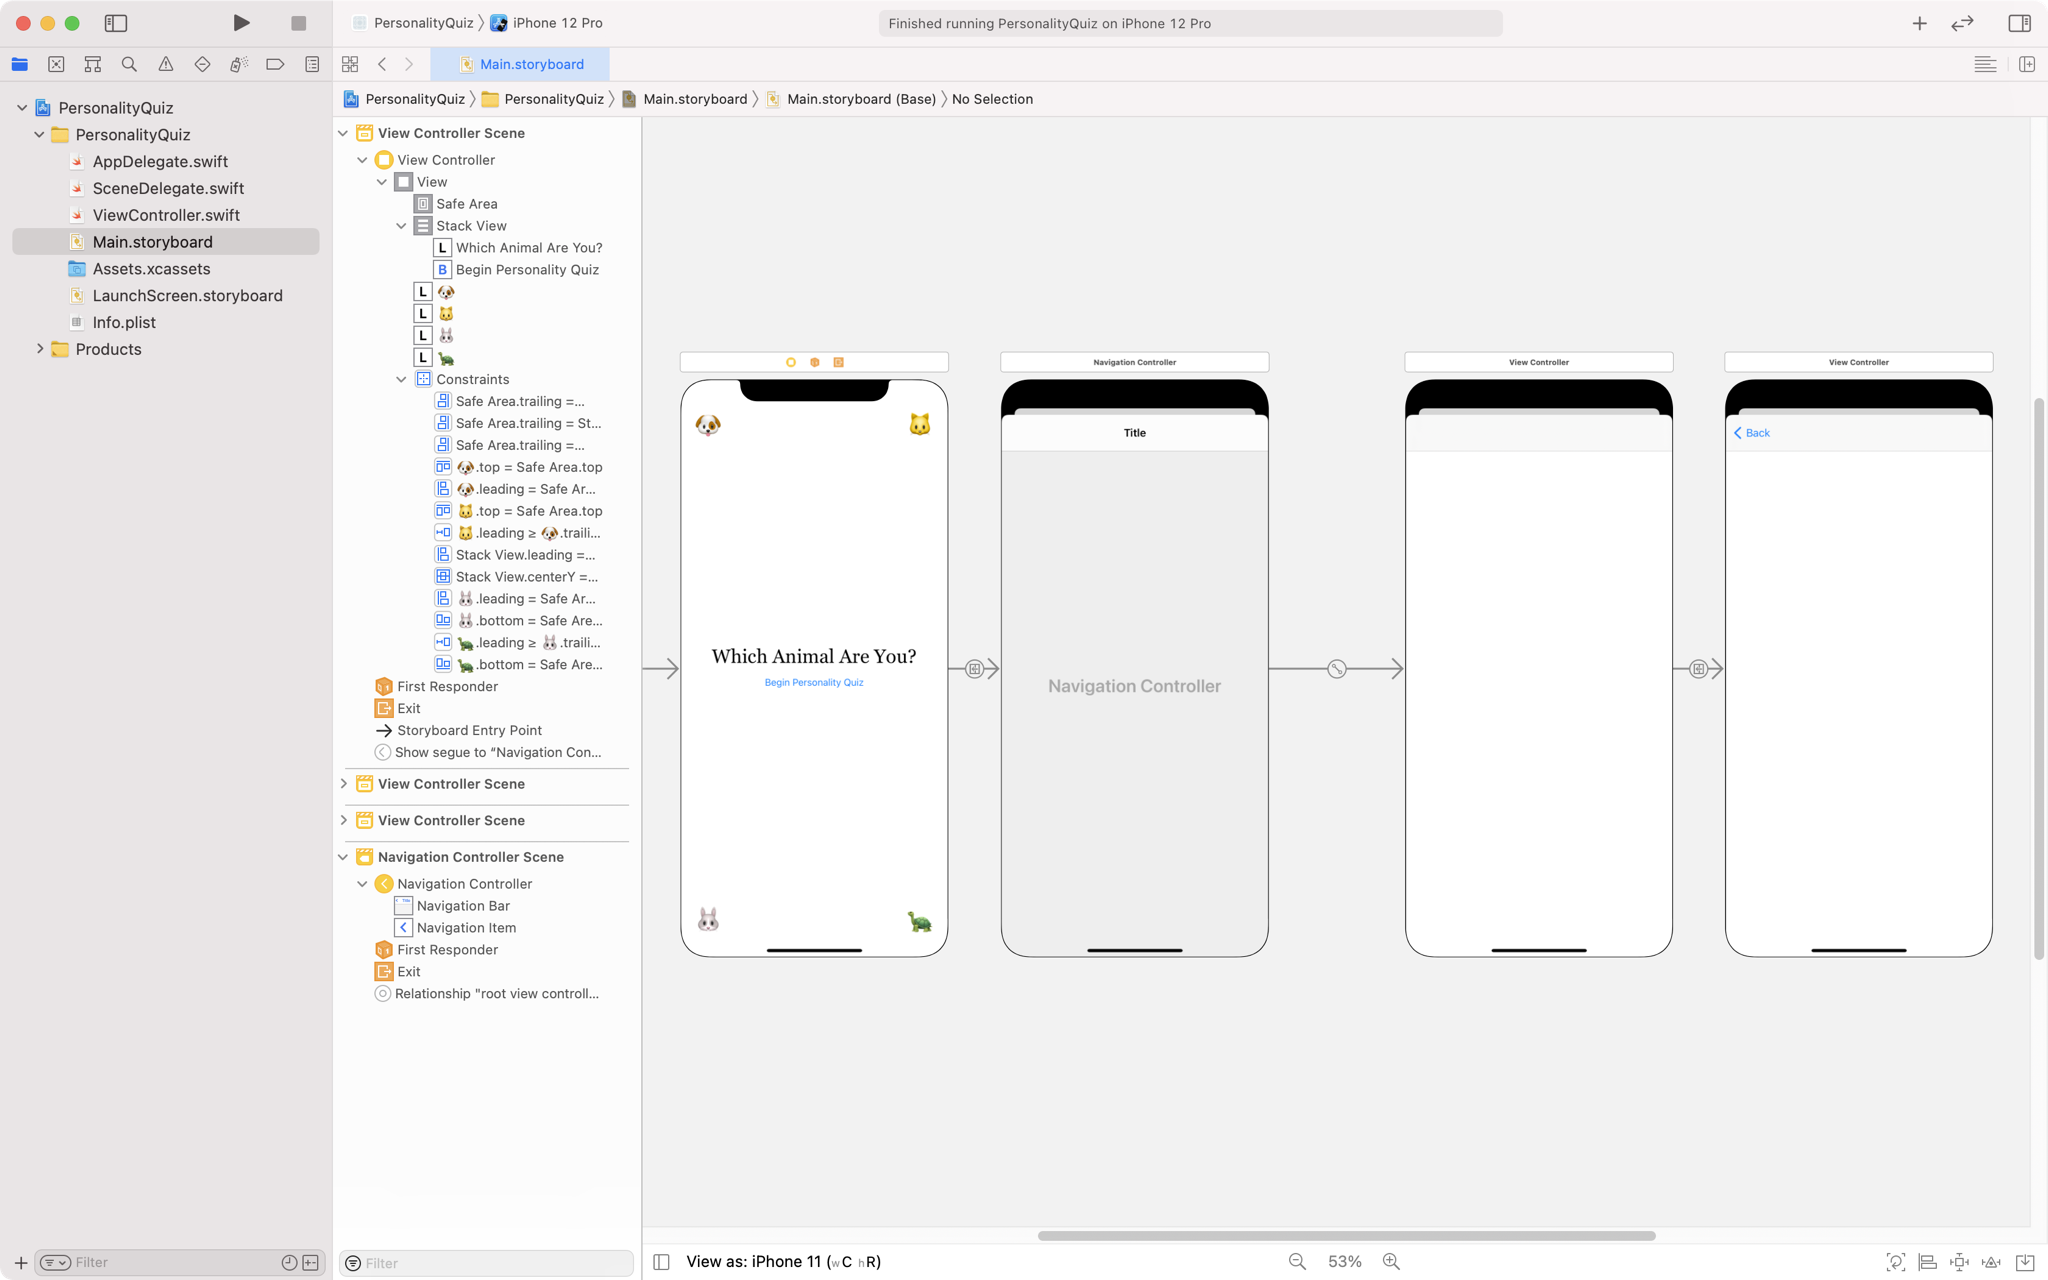 PersonalityQuiz
iPhone 12 Pro
Finished running PersonalityQuiz on iPhone 12 Pro
Main.storyboard
PersonalityQuiz
PersonalityQuiz
Main.storyboard
Main.storyboard (Base)
No Selection
PersonalityQuiz
PersonalityQuiz
AppDelegate.swift
SceneDelegate.swift
ViewController.swift
Main.storyboard
Assets.xcassets
LaunchScreen.storyboard
Info.plist
Products
Filter
View Controller Scene
View Controller
View
Safe Area
Stack View
L Which Animal Are You?
B Begin Personality Quiz
L 🐶
L 🐱
L 🐰
L 🐢
Constraints
Safe Area.trailing =...
Safe Area.trailing = St...
Safe Area.trailing =...
🐶.top = Safe Area.top
🐶.leading = Safe Ar...
🐱.top = Safe Area.top
🐱.leading ≥ 🐶.traili...
Stack View.leading =...
Stack View.centerY =...
🐰.leading = Safe Ar...
🐰.bottom = Safe Are...
🐢.leading ≥ 🐰.traili...
🐢.bottom = Safe Are...
First Responder
Exit
Storyboard Entry Point
Show segue to “Navigation Con...
View Controller Scene
View Controller Scene
Navigation Controller Scene
Navigation Controller
Navigation Bar
Navigation Item
First Responder
Exit
Relationship "root view controll...
Filter
Which Animal Are You?
Begin Personality Quiz
Navigation Controller
Title
Navigation Controller
View Controller
View Controller
Back
View as: iPhone 11 (wC hR)
53%